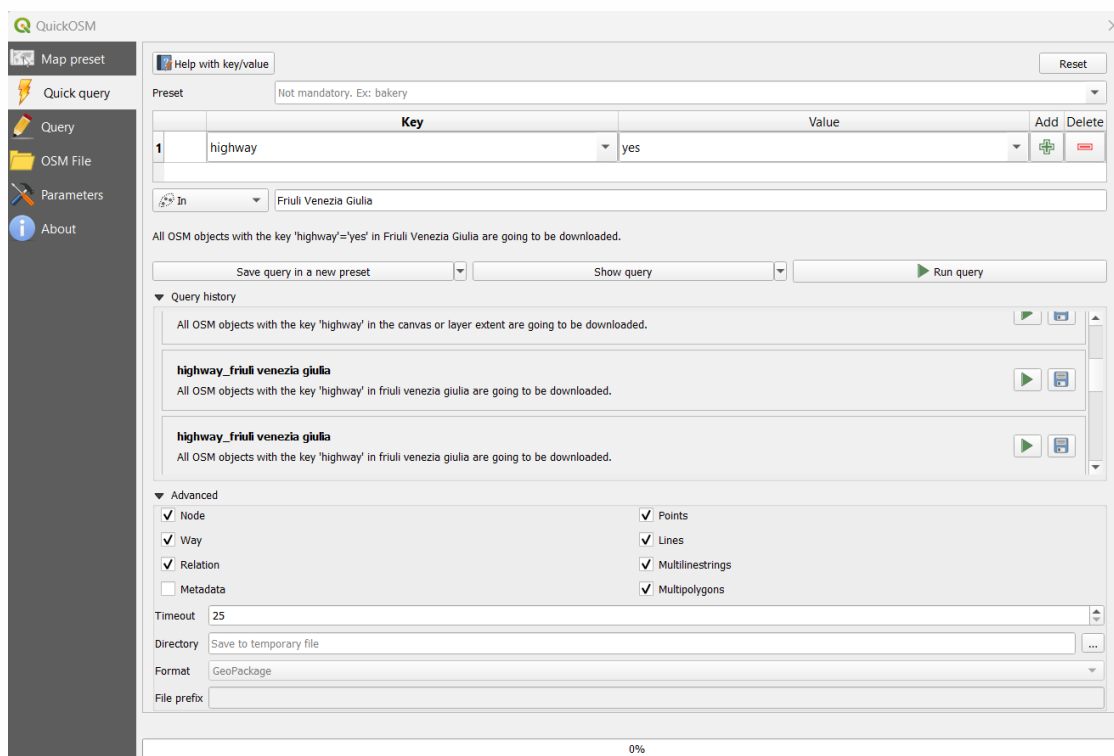 QuickOSM
Map preset
Quick query
Query
OSM File
Parameters
About
Help with key/value
Reset
Preset
Not mandatory. Ex: bakery
Key Value Add Delete
1 highway yes
In Friuli Venezia Giulia
All OSM objects with the key 'highway'='yes' in Friuli Venezia Giulia are going to be downloaded.
Save query in a new preset Show query Run query
Query history
All OSM objects with the key 'highway' in the canvas or layer extent are going to be downloaded.
highway_friuli venezia giulia
All OSM objects with the key 'highway' in friuli venezia giulia are going to be downloaded.
highway_friuli venezia giulia
All OSM objects with the key 'highway' in friuli venezia giulia are going to be downloaded.
Advanced
Node Points
Way Lines
Relation Multilinestrings
Metadata Multipolygons
Timeout 25
Directory Save to temporary file ...
Format GeoPackage
File prefix
0%